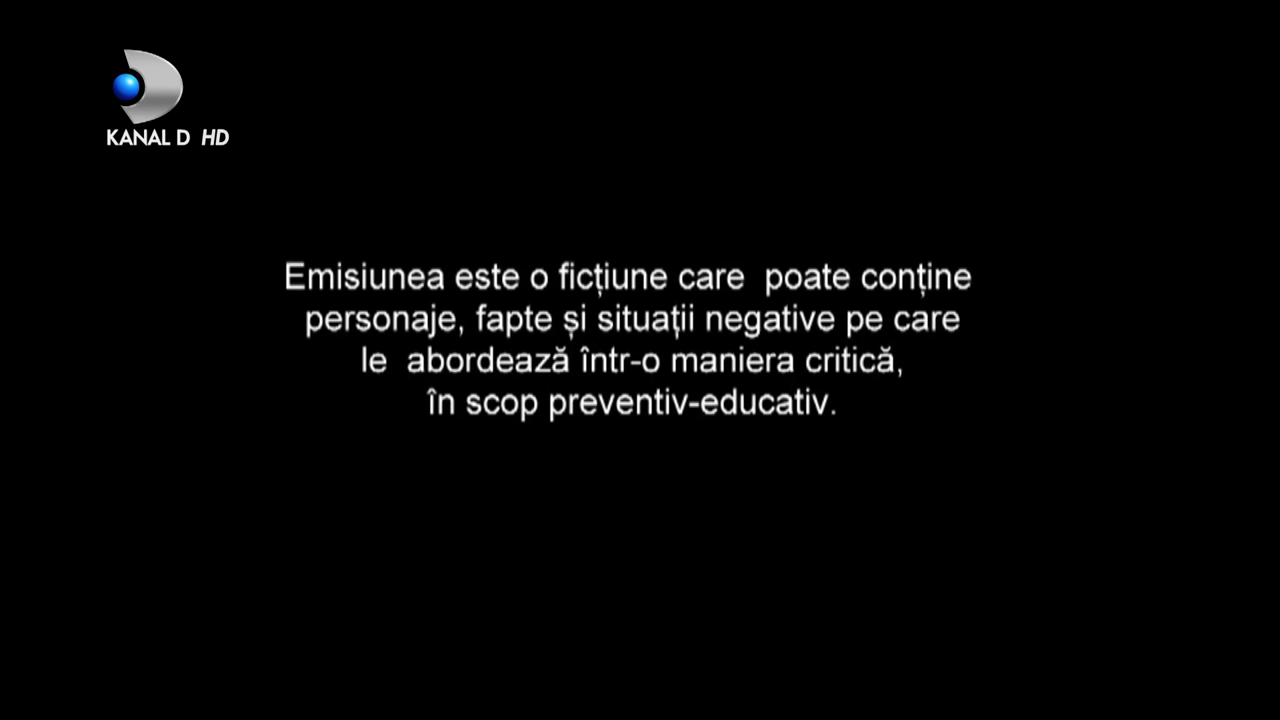 KANAL D HD
Emisiunea este o ficțiune care poate conține
personaje, fapte și situații negative pe care
le abordează într-o maniera critică,
în scop preventiv-educativ.